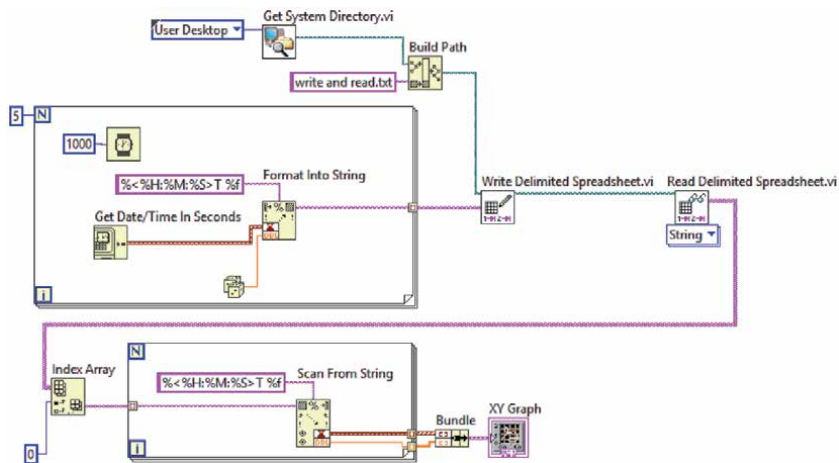 Get System Directory.vi
User Desktop
Build Path
write and read.txt
5
N
1000
Format Into String
%<%H:%M:%S>T %f
Write Delimited Spreadsheet.vi
Read Delimited Spreadsheet.vi
Get Date/Time In Seconds
String
i
N
Index Array
%<%H:%M:%S>T %f
Scan From String
Bundle
XY Graph
0
i